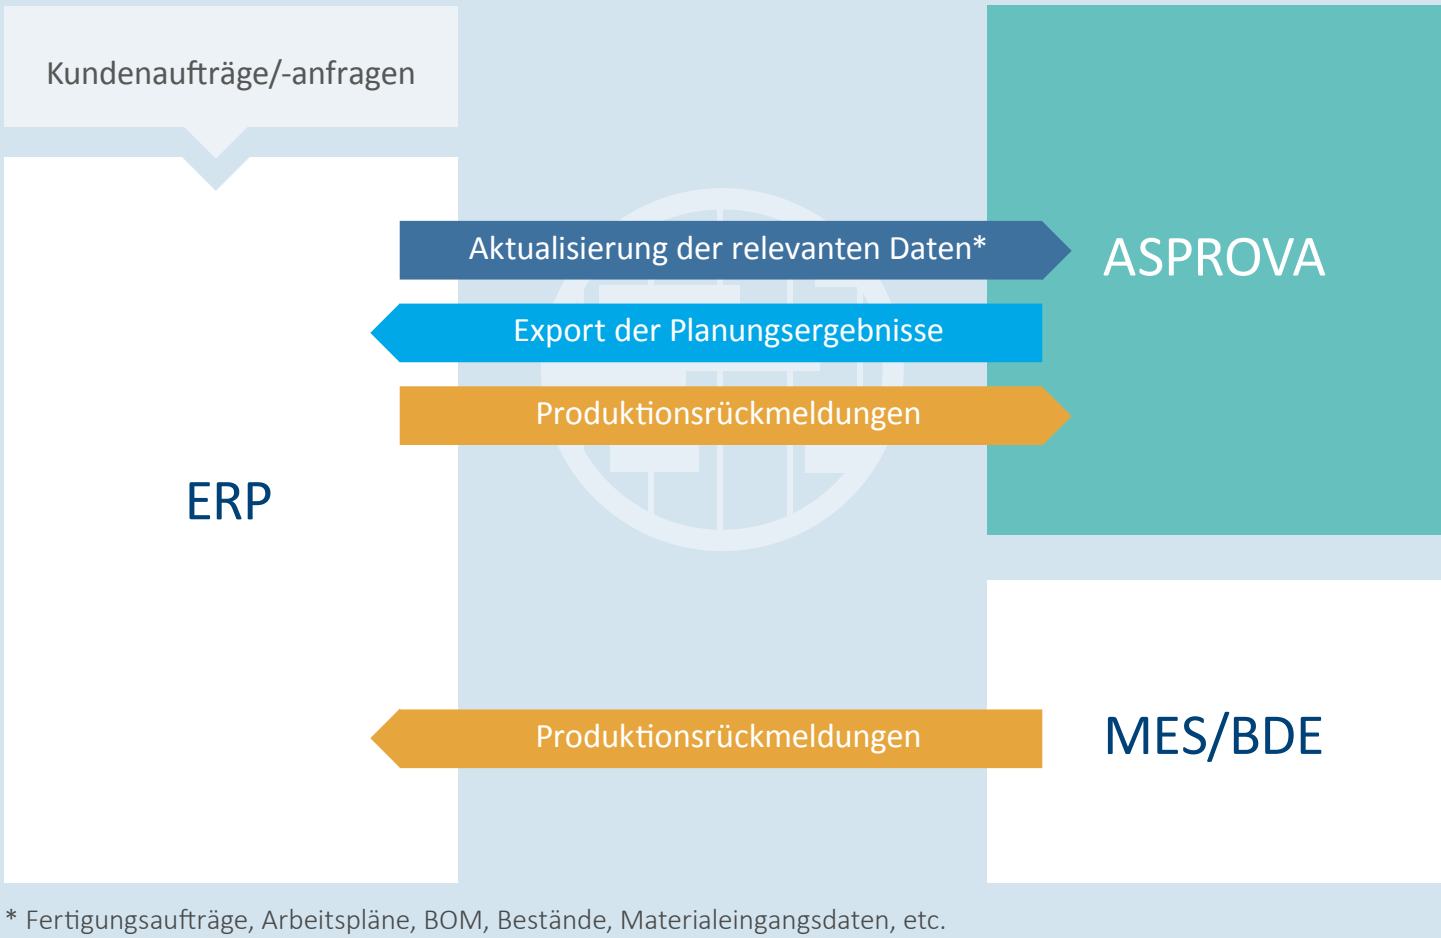 Kundenaufträge/-anfragen
Aktualisierung der relevanten Daten*
ASPROVA
Export der Planungsergebnisse
Produktionsrückmeldungen
ERP
Produktionsrückmeldungen
MES/BDE
* Fertigungsaufträge, Arbeitspläne, BOM, Bestände, Materialeingangsdaten, etc.